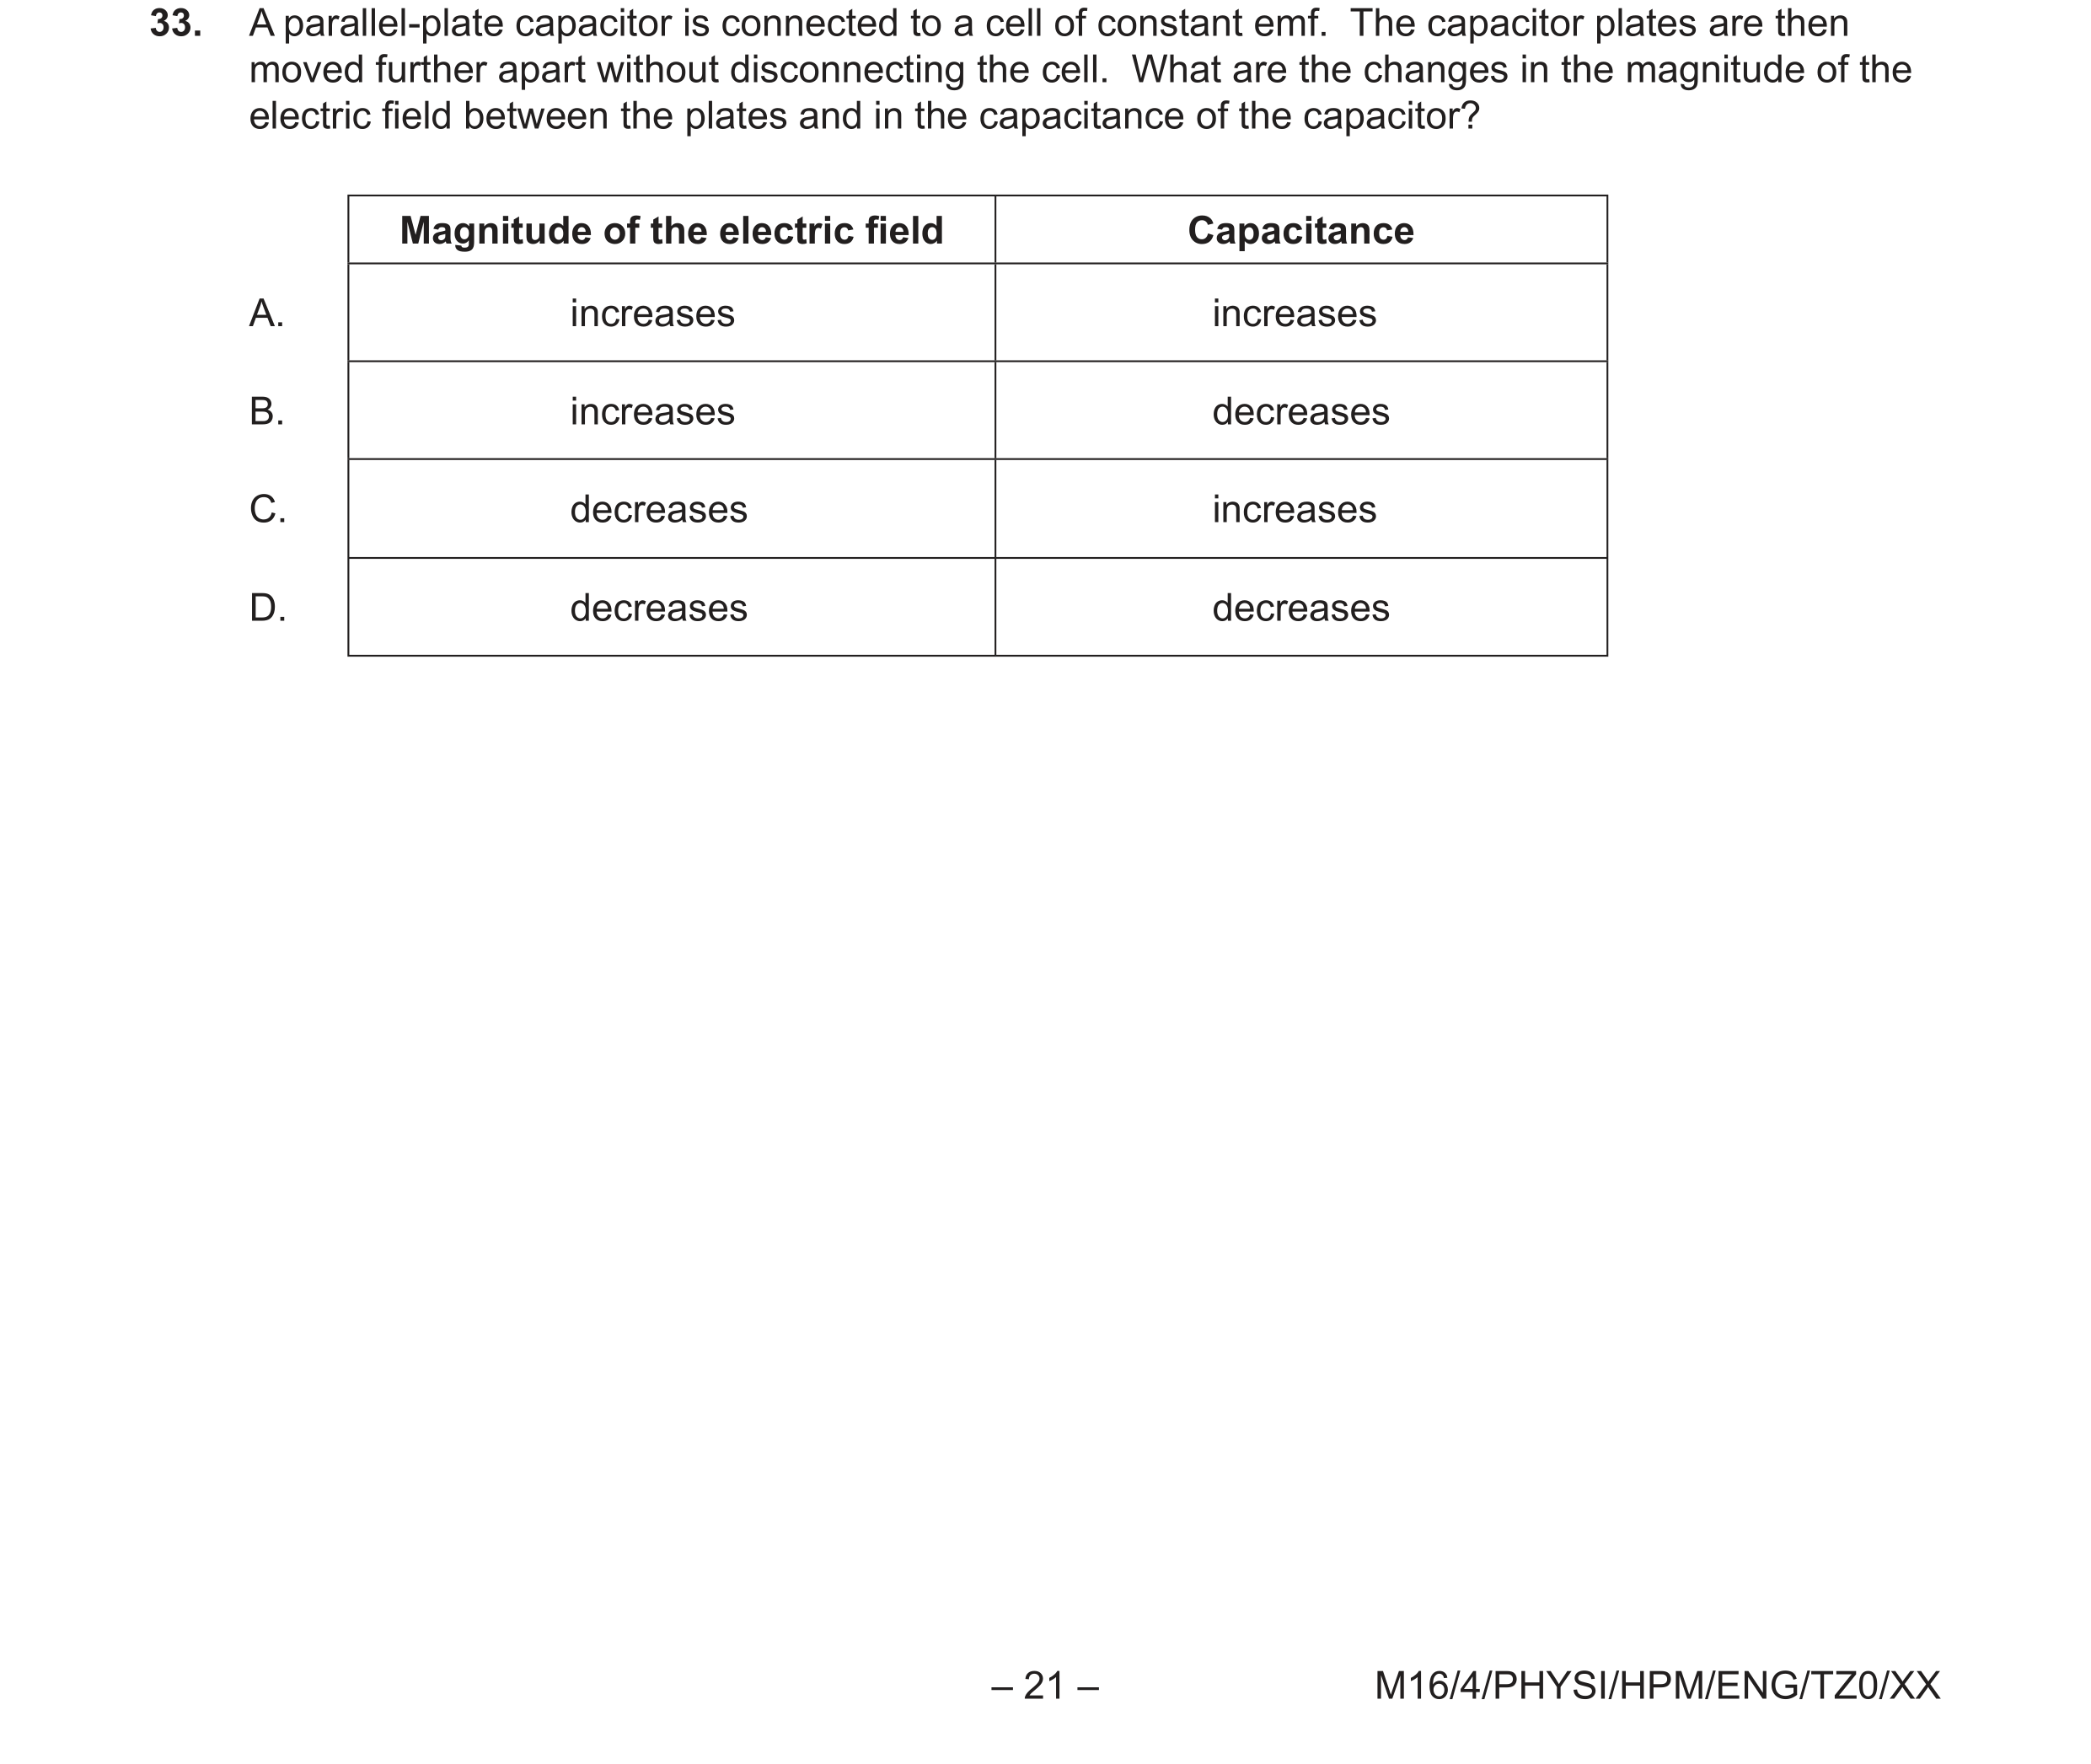 33. A parallel-plate capacitor is connected to a cell of constant emf. The capacitor plates are then
moved further apart without disconnecting the cell. What are the changes in the magnitude of the
electric field between the plates and in the capacitance of the capacitor?
Magnitude of the electric field Capacitance
A. increases increases
B. increases decreases
C. decreases increases
D. decreases decreases
– 21 – M16/4/PHYSI/HPM/ENG/TZ0/XX